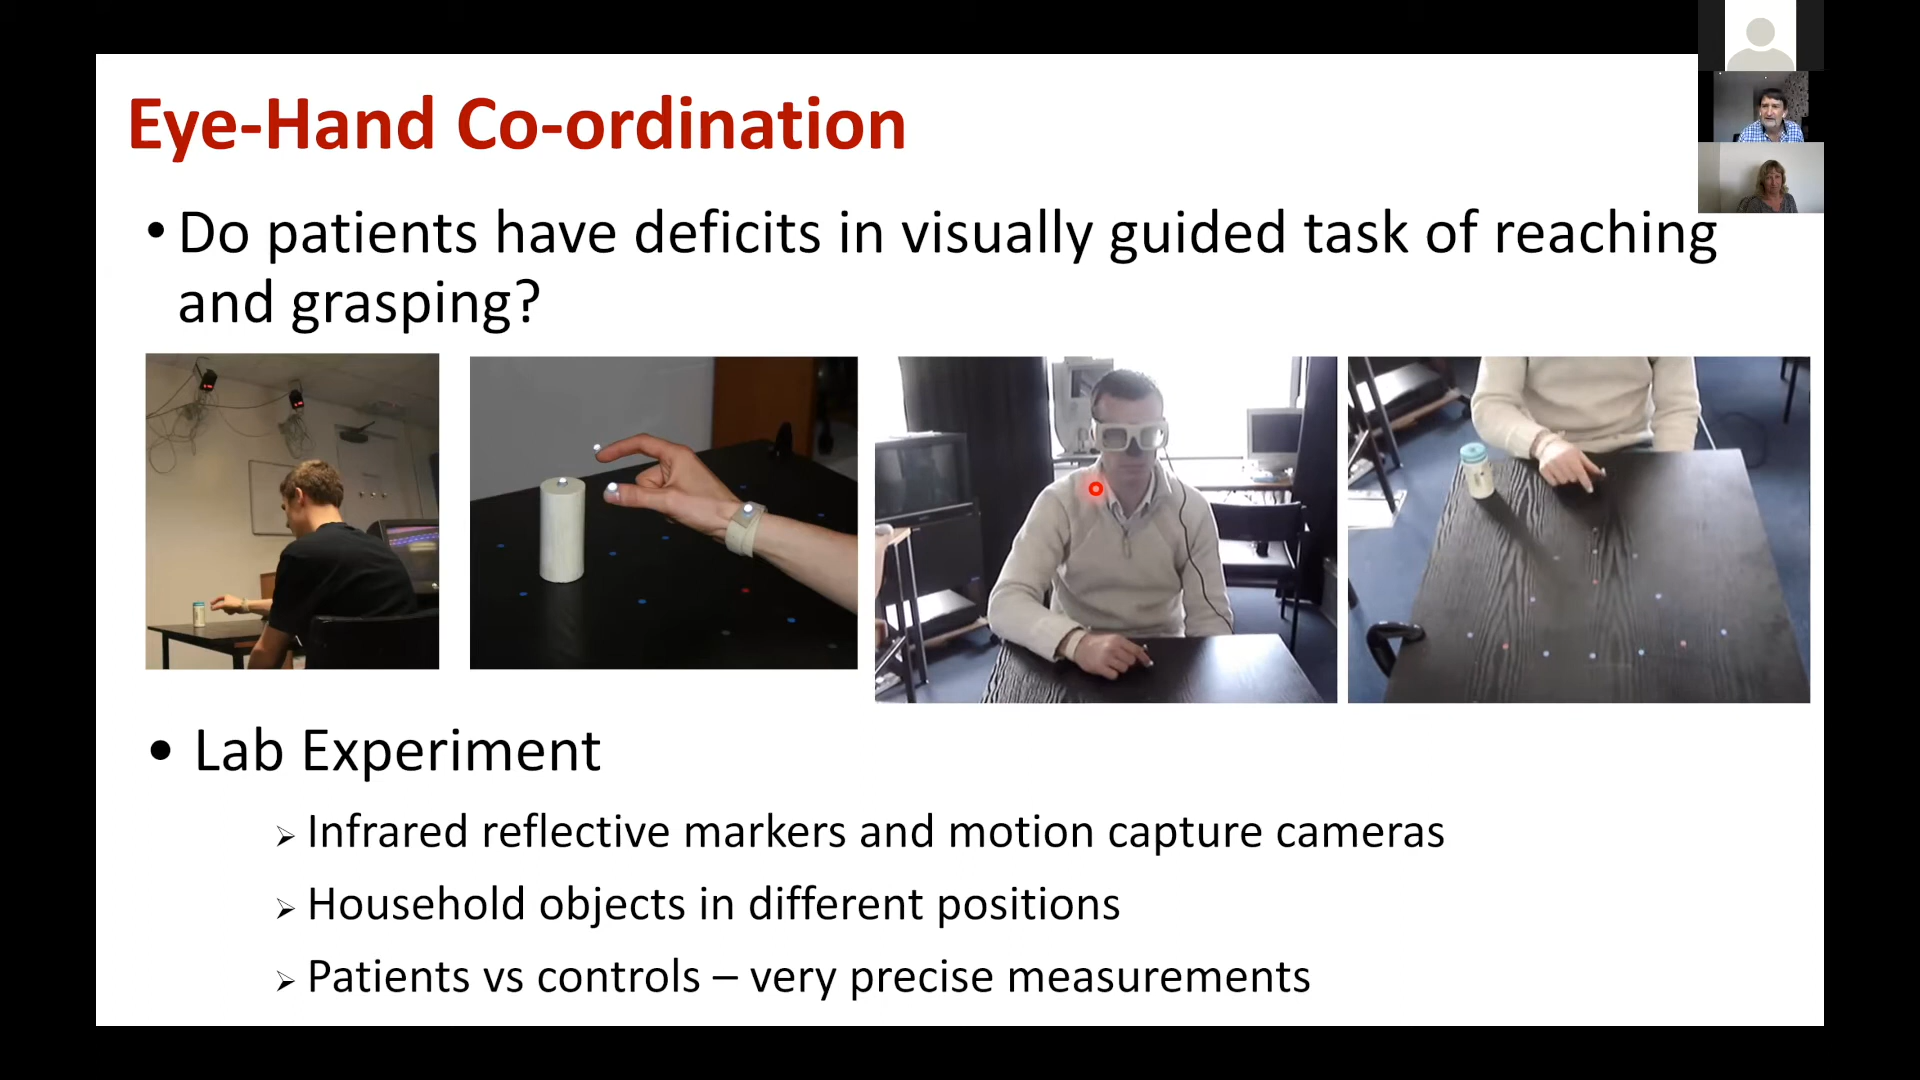 Eye-Hand Co-ordination
• Do patients have deficits in visually guided task of reaching
and grasping?
• Lab Experiment
➢ Infrared reflective markers and motion capture cameras
➢ Household objects in different positions
➢ Patients vs controls – very precise measurements